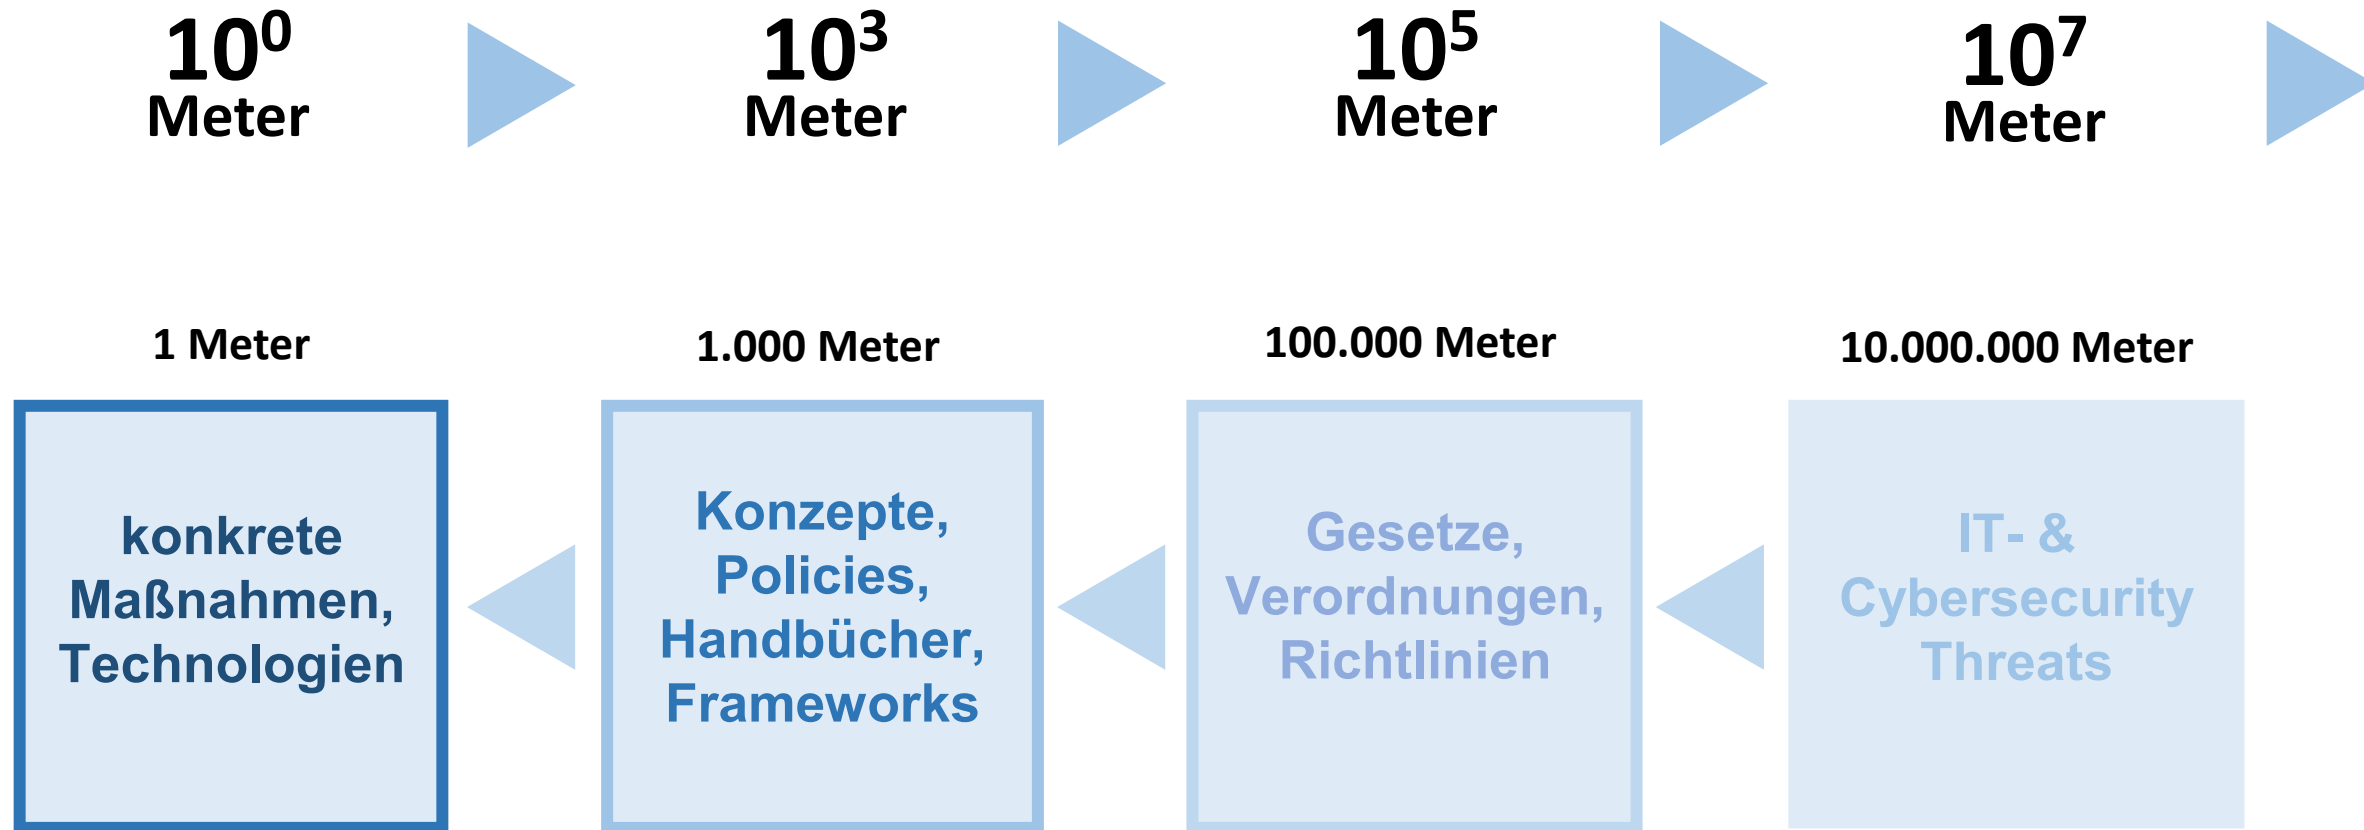 10⁰
Meter
10³
Meter
10⁵
Meter
10⁷
Meter
1 Meter
1.000 Meter
100.000 Meter
10.000.000 Meter
konkrete
Maßnahmen,
Technologien
Konzepte,
Policies,
Handbücher,
Frameworks
Gesetze,
Verordnungen,
Richtlinien
IT- &
Cybersecurity
Threats